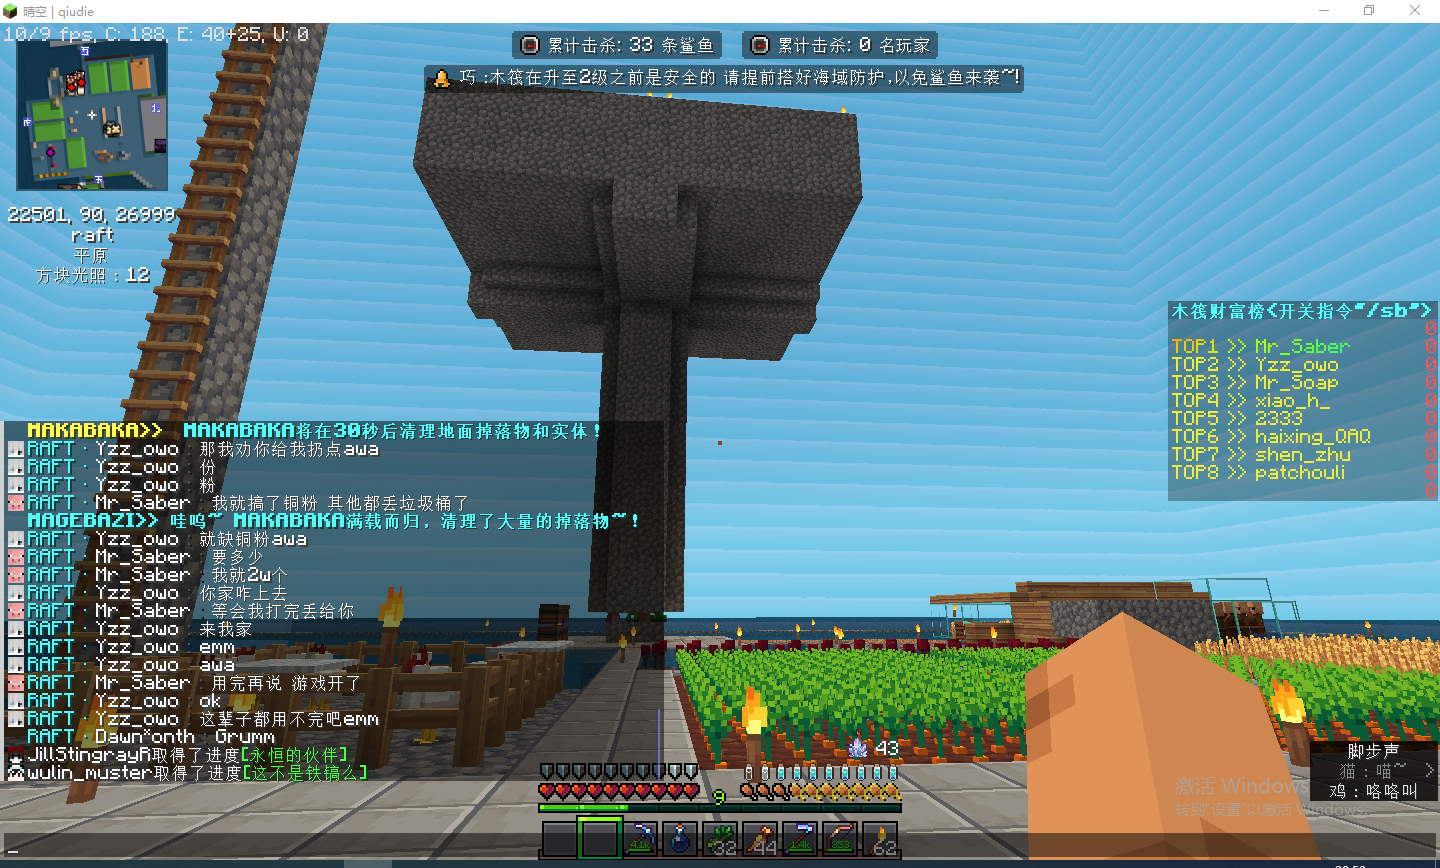 晴空 | qiudie
10/9 fps, C: 188, E: 40+25, U: 0
累计击杀: 33 条鲨鱼
累计击杀: 0 名玩家
巧 :木筏在升至2级之前是安全的 请提前搭好海域防护,以免鲨鱼来袭~!
22501, 90, 26999
raft
平原
方块光照 : 12
木筏财富榜<开关指令"/sb">
0
TOP1 >> Mr_Saber 0
TOP2 >> Yzz_owo 0
TOP3 >> Mr_Soap 0
TOP4 >> xiao_h_ 0
TOP5 >> 2333 0
TOP6 >> haixing_QAQ 0
TOP7 >> shen_zhu 0
TOP8 >> patchouli 0
0
MAKABAKA>> MAKABAKA将在30秒后清理地面掉落物和实体!
RAFT · Yzz_owo : 那我劝你给我扔点awa
RAFT · Yzz_owo : 份
RAFT · Yzz_owo : 粉
RAFT · Mr_Saber : 我就搞了铜粉 其他都丢垃圾桶了
MAGEBAZI>> 哇呜~ MAKABAKA满载而归, 清理了大量的掉落物~!
RAFT · Yzz_owo : 就缺铜粉awa
RAFT · Mr_Saber : 要多少
RAFT · Mr_Saber : 我就2w个
RAFT · Yzz_owo : 你家咋上去
RAFT · Mr_Saber : 等会我打完丢给你
RAFT · Yzz_owo : 来我家
RAFT · Yzz_owo : emm
RAFT · Yzz_owo : awa
RAFT · Mr_Saber : 用完再说 游戏开了
RAFT · Yzz_owo : ok
RAFT · Yzz_owo : 这辈子都用不完吧emm
RAFT · Dawn*onth : Grumm
JillStingrayR取得了进度[永恒的伙伴]
wulin_muster取得了进度[这不是铁镐么]
43
脚步声
猫 : 喵~ >
鸡 : 咯咯叫
激活 Windows
转到"设置"以激活 Windows。
9
4.1k
32
44
1.4k
353
62